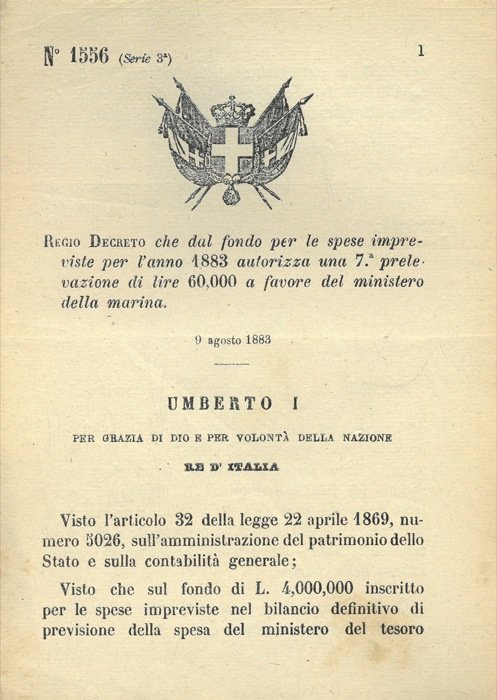 N° 1556 (Serie 3ª)
1
REGIO DECRETO che dal fondo per le spese impre-
viste per l'anno 1883 autorizza una 7.ª prele-
vazione di lire 60,000 a favore del ministero
della marina.
9 agosto 1883
UMBERTO I
PER GRAZIA DI DIO E PER VOLONTÀ DELLA NAZIONE
RE D'ITALIA
Visto l'articolo 32 della legge 22 aprile 1869, nu-
mero 5026, sull'amministrazione del patrimonio dello
Stato e sulla contabilità generale;
Visto che sul fondo di L. 4,000,000 inscritto
per le spese impreviste nel bilancio definitivo di
previsione della spesa del ministero del tesoro